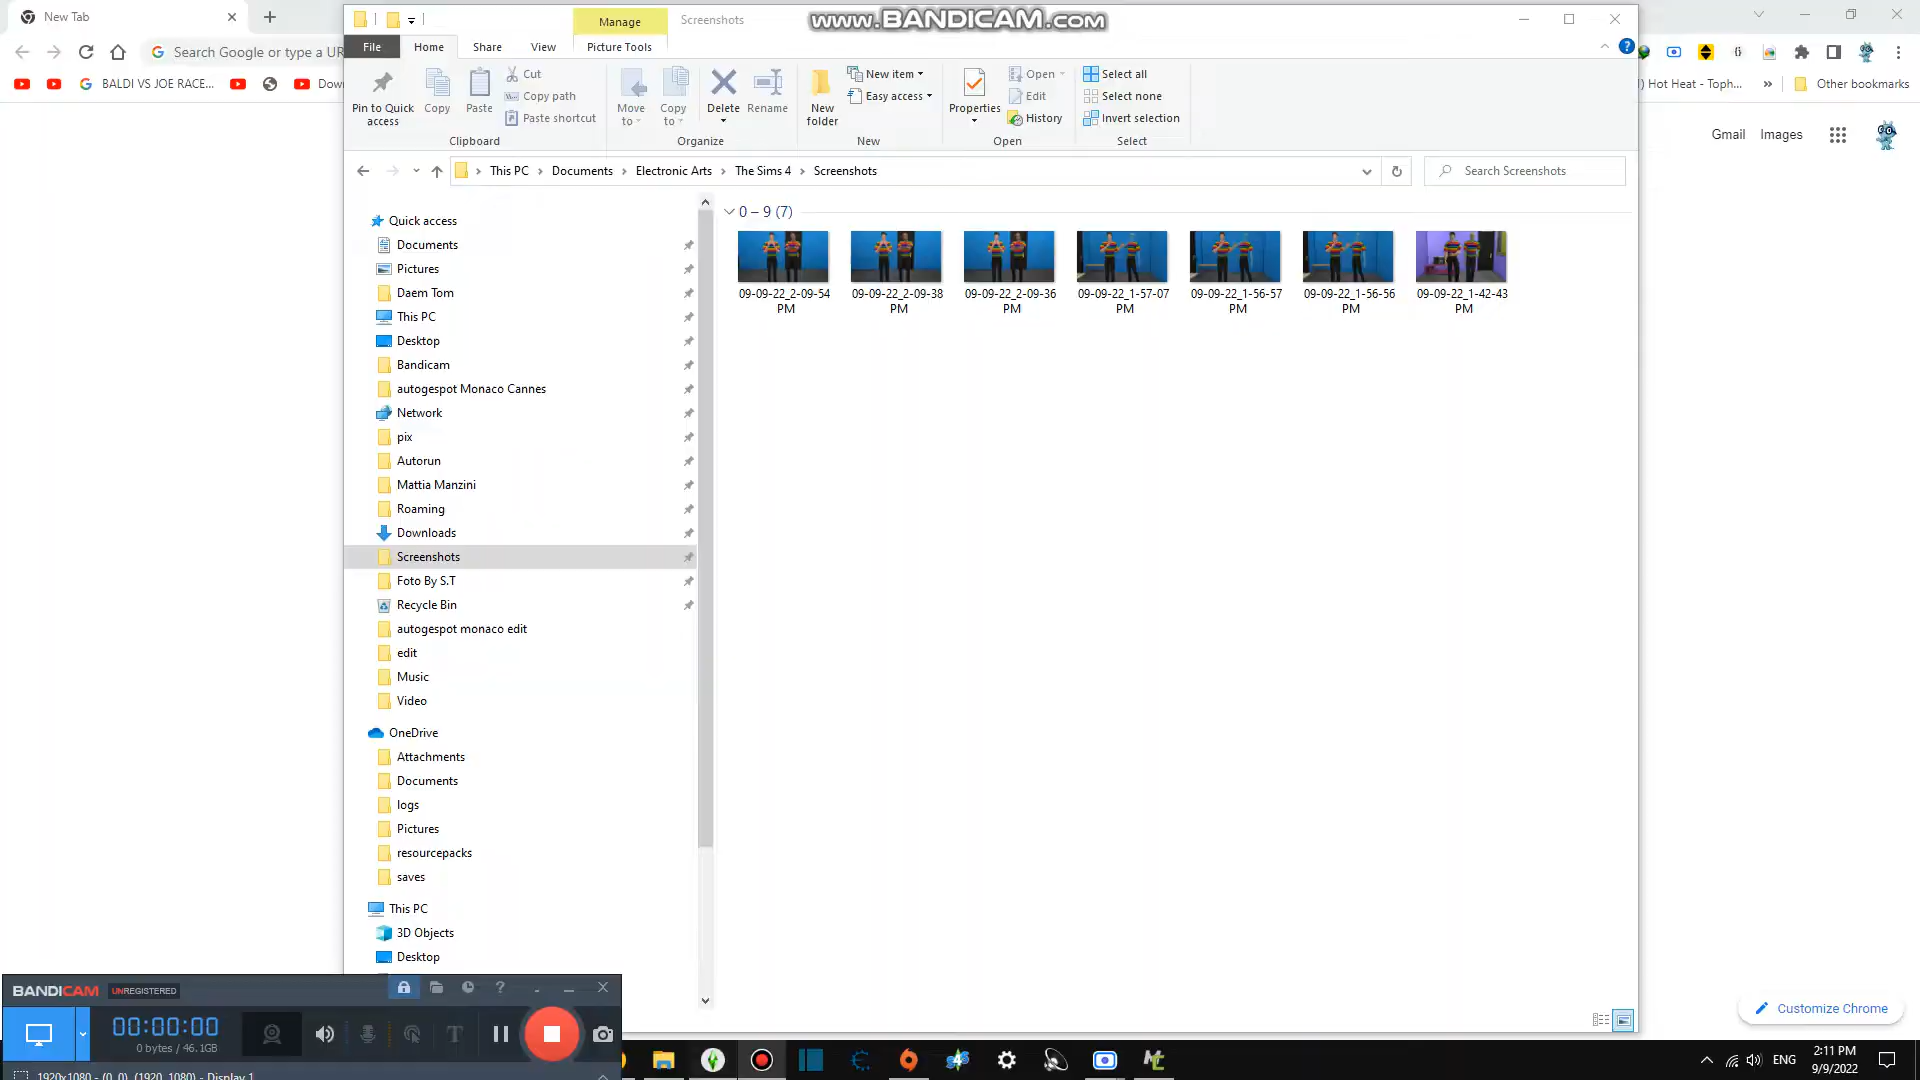 New Tab
Search Google or type a UR
BALDI VS JOE RACE...
Dow
Manage
Screenshots
www.BANDICAM.com
File
Home
Share
View
Picture Tools
Pin to Quick access
Copy
Paste
Cut
Copy path
Paste shortcut
Clipboard
Move to
Copy to
Delete
Rename
Organize
New folder
New item
Easy access
New
Properties
Open
Edit
History
Open
Select all
Select none
Invert selection
Select
This PC
Documents
Electronic Arts
The Sims 4
Screenshots
Search Screenshots
) Hot Heat - Toph...
Other bookmarks
Gmail
Images
Quick access
Documents
Pictures
Daem Tom
This PC
Desktop
Bandicam
autogespot Monaco Cannes
Network
pix
Autorun
Mattia Manzini
Roaming
Downloads
Screenshots
Foto By S.T
Recycle Bin
autogespot monaco edit
edit
Music
Video
OneDrive
Attachments
Documents
logs
Pictures
resourcepacks
saves
This PC
3D Objects
Desktop
0 – 9 (7)
09-09-22_2-09-54 PM
09-09-22_2-09-38 PM
09-09-22_2-09-36 PM
09-09-22_1-57-07 PM
09-09-22_1-56-57 PM
09-09-22_1-56-56 PM
09-09-22_1-42-43 PM
Customize Chrome
BANDICAM
UNREGISTERED
00:00:00
0 bytes / 46.1GB
1920x1080 - (0, 0), (1920, 1080) - Display 1
ENG
2:11 PM
9/9/2022